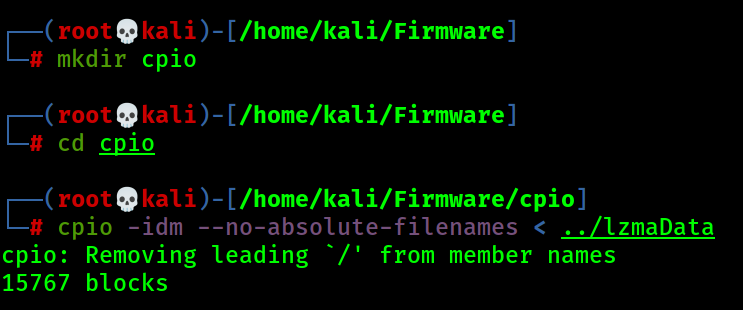 ┌──(root💀kali)-[/home/kali/Firmware]
└─# mkdir cpio
┌──(root💀kali)-[/home/kali/Firmware]
└─# cd cpio
┌──(root💀kali)-[/home/kali/Firmware/cpio]
└─# cpio -idm --no-absolute-filenames < ../lzmaData
cpio: Removing leading `/' from member names
15767 blocks